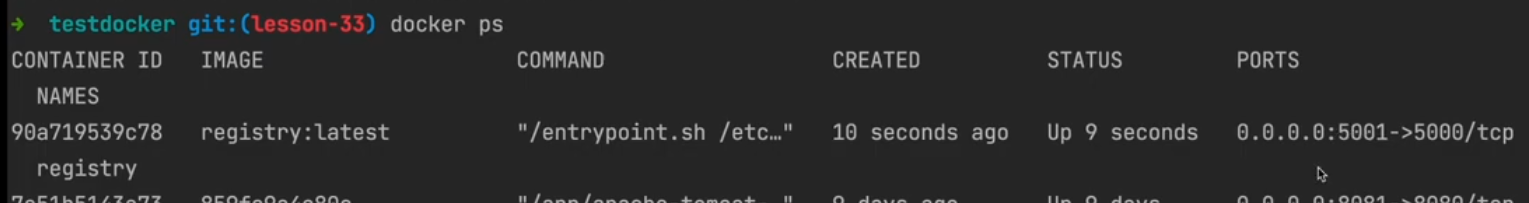 → testdocker git:(lesson-33) docker ps
CONTAINER ID IMAGE COMMAND CREATED STATUS PORTS
NAMES
90a719539c78 registry:latest "/entrypoint.sh /etc…" 10 seconds ago Up 9 seconds 0.0.0.0:5001->5000/tcp
registry